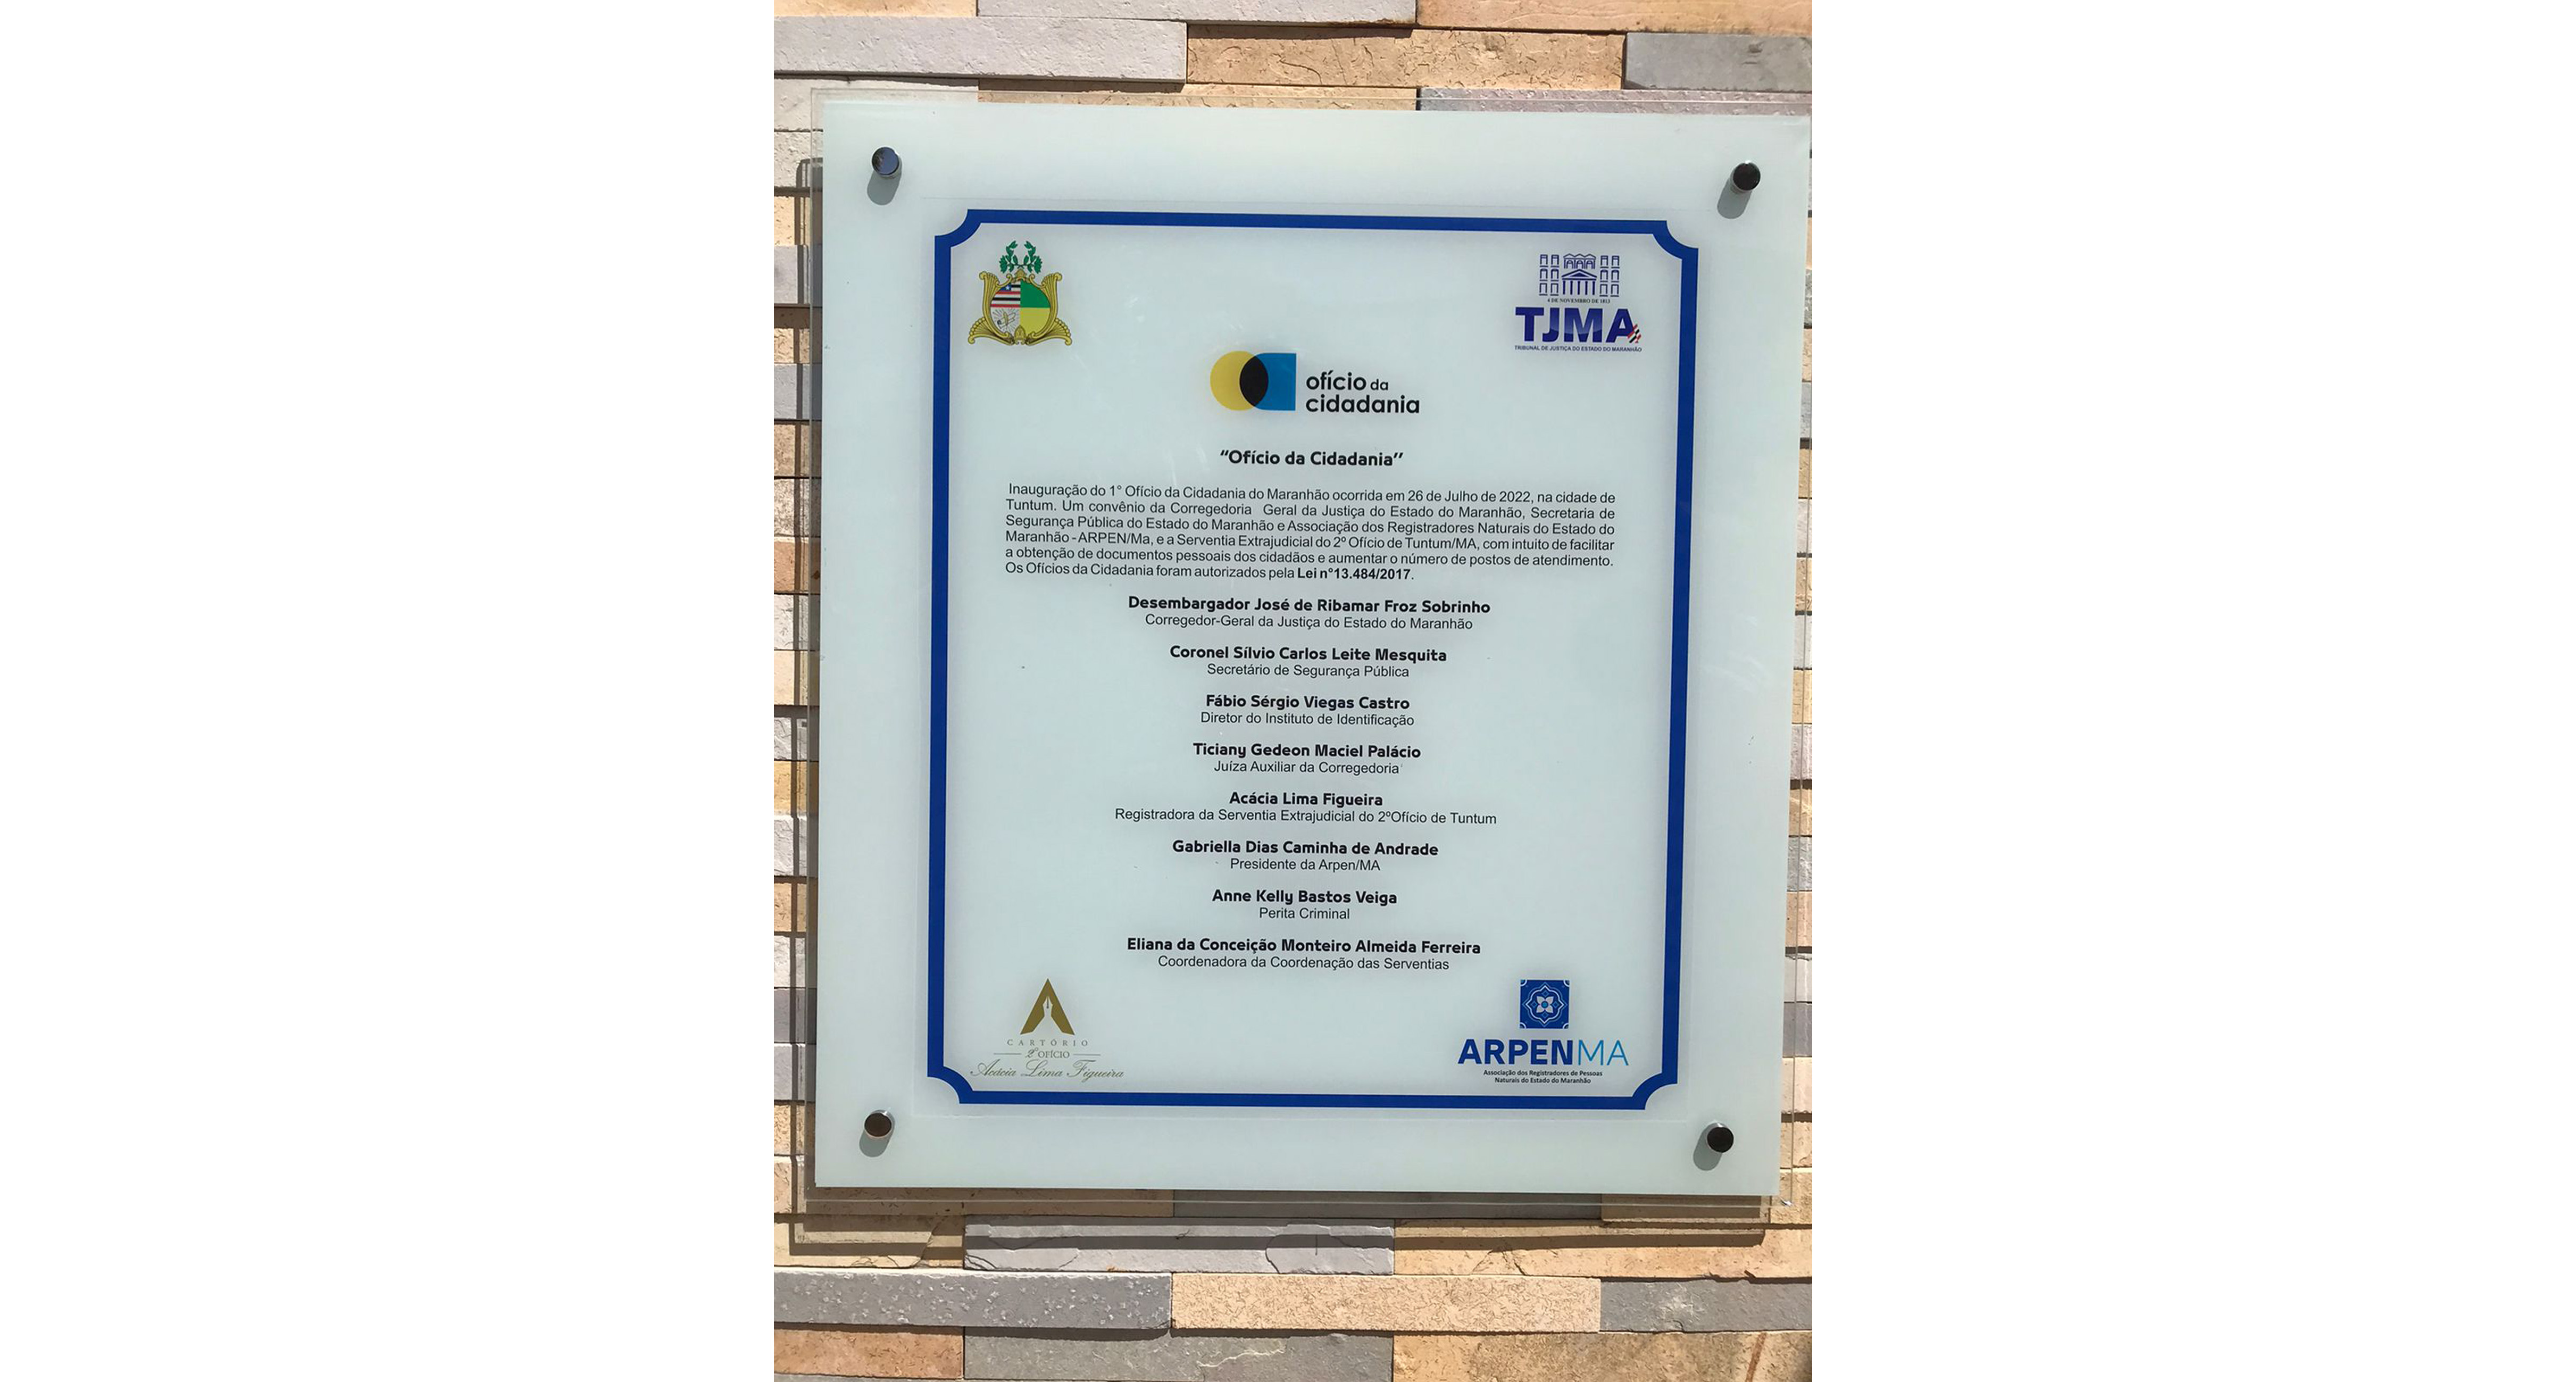 4 DE NOVEMBRO DE 1813
TJMA
TRIBUNAL DE JUSTIÇA DO ESTADO DO MARANHÃO
ofício da
cidadania
“Ofício da Cidadania”
Inauguração do 1° Ofício da Cidadania do Maranhão ocorrida em 26 de Julho de 2022, na cidade de
Tuntum. Um convênio da Corregedoria Geral da Justiça do Estado do Maranhão, Secretaria de
Segurança Pública do Estado do Maranhão e Associação dos Registradores Naturais do Estado do
Maranhão - ARPEN/Ma, e a Serventia Extrajudicial do 2º Ofício de Tuntum/MA, com intuito de facilitar
a obtenção de documentos pessoais dos cidadãos e aumentar o número de postos de atendimento.
Os Ofícios da Cidadania foram autorizados pela Lei n°13.484/2017.
Desembargador José de Ribamar Froz Sobrinho
Corregedor-Geral da Justiça do Estado do Maranhão
Coronel Sílvio Carlos Leite Mesquita
Secretário de Segurança Pública
Fábio Sérgio Viegas Castro
Diretor do Instituto de Identificação
Ticiany Gedeon Maciel Palácio
Juíza Auxiliar da Corregedoria
Acácia Lima Figueira
Registradora da Serventia Extrajudicial do 2ºOfício de Tuntum
Gabriella Dias Caminha de Andrade
Presidente da Arpen/MA
Anne Kelly Bastos Veiga
Perita Criminal
Eliana da Conceição Monteiro Almeida Ferreira
Coordenadora da Coordenação das Serventias
CARTÓRIO
2º OFÍCIO
Acácia Lima Figueira
ARPENMA
Associação dos Registradores de Pessoas
Naturais do Estado do Maranhão